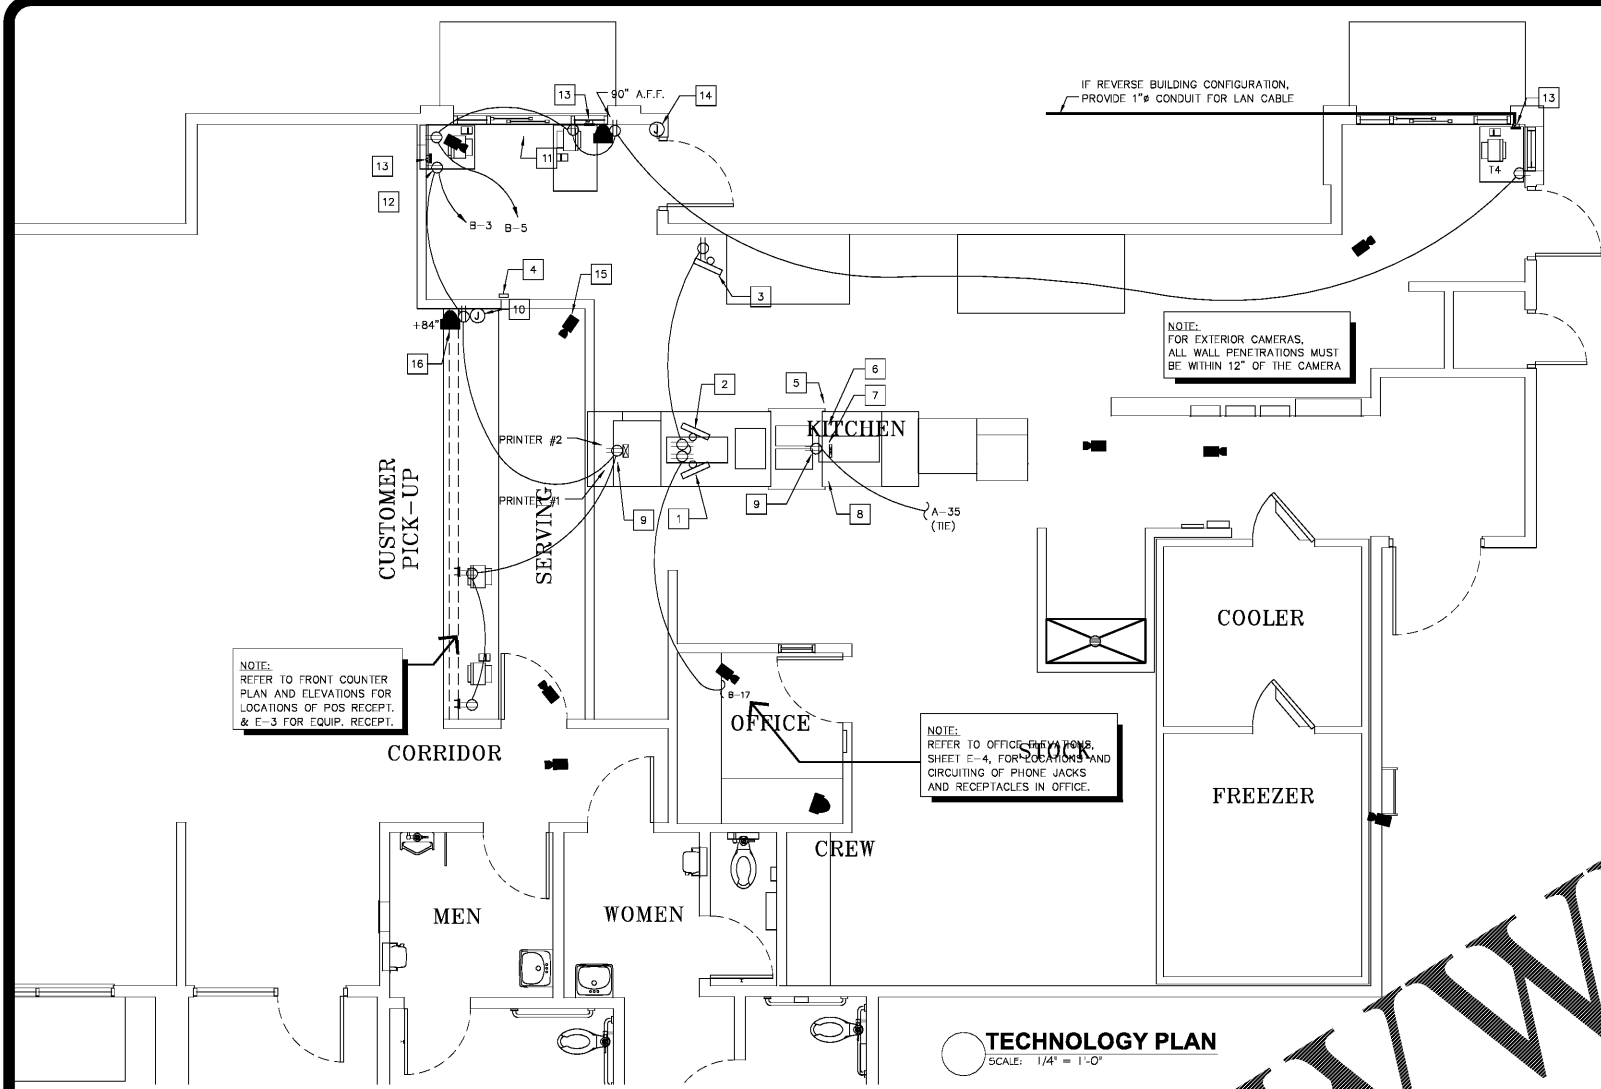 IF REVERSE BUILDING CONFIGURATION,
PROVIDE 1"ø CONDUIT FOR LAN CABLE
13
90" A.F.F.
14
13
13
11
T4
12
B-3
B-5
4
15
3
10
+84"
16
NOTE:
FOR EXTERIOR CAMERAS,
ALL WALL PENETRATIONS MUST
BE WITHIN 12" OF THE CAMERA
J
J
2
5
6
7
KITCHEN
PRINTER #2
PRINTER #1
CUSTOMER
PICK-UP
SERVING
9
1
9
8
A-35
(TIE)
COOLER
NOTE:
REFER TO FRONT COUNTER
PLAN AND ELEVATIONS FOR
LOCATIONS OF POS RECEPT.
& E-3 FOR EQUIP. RECEPT.
B-17
OFFICE
NOTE:
REFER TO OFFICE ELEVATIONS,
SHEET E-4, FOR LOCATIONS AND
CIRCUITING OF PHONE JACKS
AND RECEPTACLES IN OFFICE.
STOCK
CORRIDOR
FREEZER
CREW
MEN
WOMEN
TECHNOLOGY PLAN
SCALE: 1/4" = 1'-0"